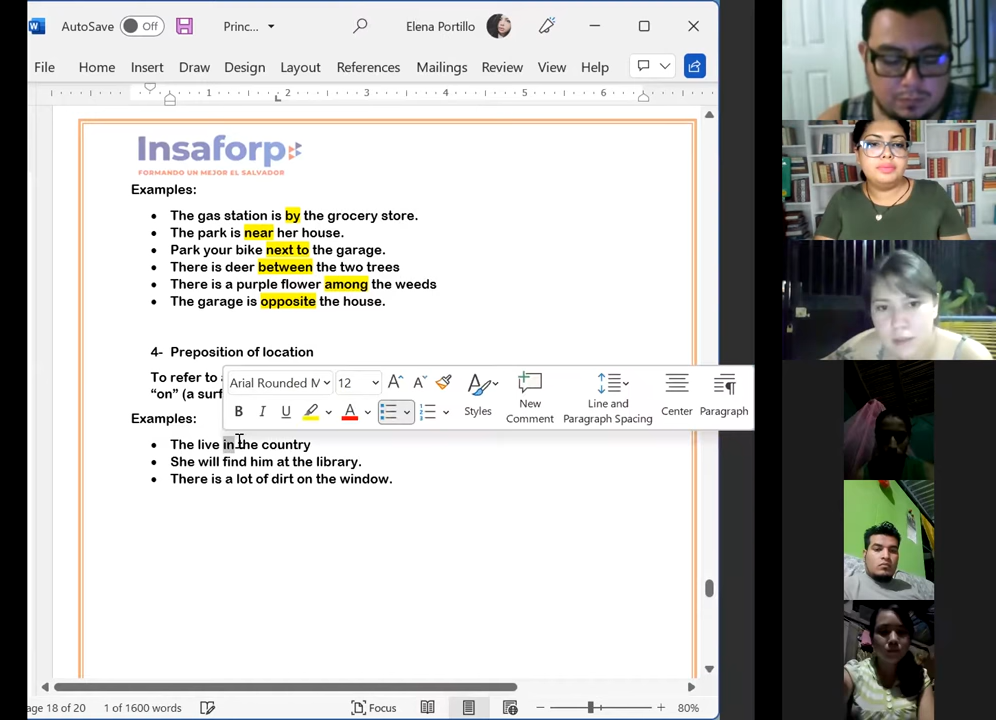 AutoSave Off Princ... Elena Portillo
File Home Insert Draw Design Layout References Mailings Review View Help
1 2 3 4 5 6
Insaforp
FORMANDO UN MEJOR EL SALVADOR
Examples:
• The gas station is by the grocery store.
• The park is near her house.
• Park your bike next to the garage.
• There is deer between the two trees
• There is a purple flower among the weeds
• The garage is opposite the house.
4- Preposition of location
To refer to
“on” (a surf
Arial Rounded M 12
Styles
New Comment
Line and Paragraph Spacing
Center
Paragraph
Examples:
• The live in the country
• She will find him at the library.
• There is a lot of dirt on the window.
age 18 of 20 1 of 1600 words Focus 80%